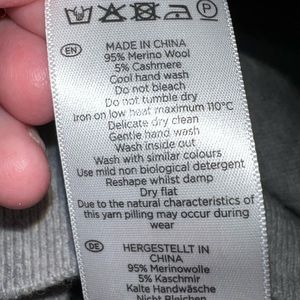 P
EN
MADE IN CHINA
95% Merino Wool
5% Cashmere
Cool hand wash
Do not bleach
Do not tumble dry
Iron on low heat maximum 110°C
Delicate dry clean
Gentle hand wash
Wash inside out
Wash with similar colours
Use mild non biological detergent
Reshape whilst damp
Dry flat
Due to the natural characteristics of
this yarn pilling may occur during
wear
DE
HERGESTELLT IN
CHINA
95% Merinowolle
5% Kaschmir
Kalte Handwäsche
Nicht Bleichen